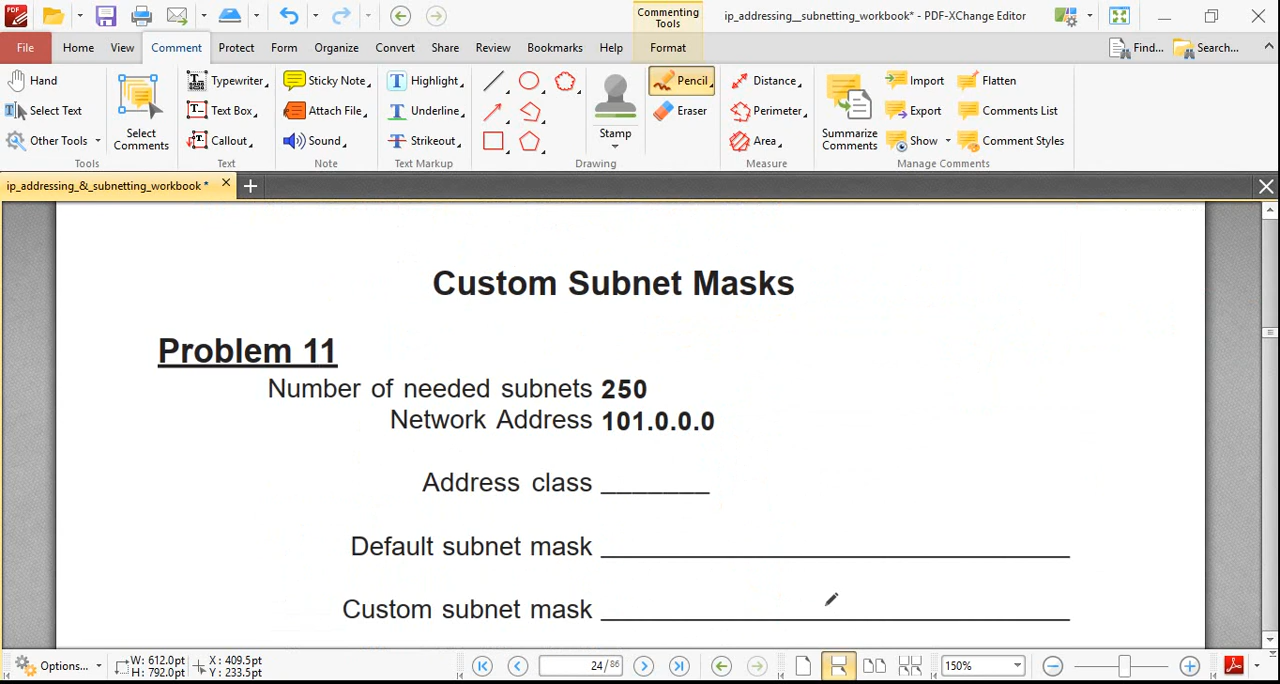 Commenting Tools
ip_addressing__subnetting_workbook* - PDF-XChange Editor
File Home View Comment Protect Form Organize Convert Share Review Bookmarks Help Format Find... Search...
Hand
Select Text
Other Tools
Select Comments
Tools
Typewriter
Text Box
Callout
Text
Sticky Note
Attach File
Sound
Note
Highlight
Underline
Strikeout
Text Markup
Stamp
Pencil
Eraser
Drawing
Distance
Perimeter
Area
Measure
Summarize Comments
Import
Export
Show
Flatten
Comments List
Comment Styles
Manage Comments
ip_addressing_&_subnetting_workbook *
Custom Subnet Masks
Problem 11
Number of needed subnets 250
Network Address 101.0.0.0
Address class _______
Default subnet mask _______________________________
Custom subnet mask _______________________________
Options...
W: 612.0pt
H: 792.0pt
X: 409.5pt
Y: 233.5pt
24 / 86
150%